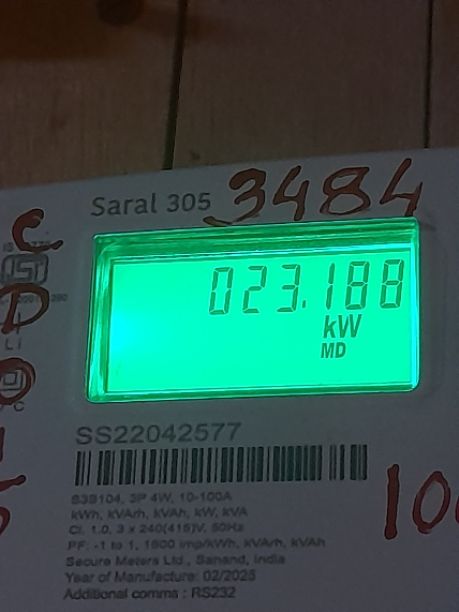 Saral 305 3484
023.188
kW
MD
SS22042577
S3B104, 3P 4W, 10-100A
kWh, kVArh, kVAh, kW, kVA
Cl. 1.0, 3 x 240(415)V, 50Hz
PF: -1 to 1, 1600 imp/kWh, kVArh, kVAh
Secure Meters Ltd., Sanand, India
Year of Manufacture: 02/2025
Additional comms : RS232
C
D